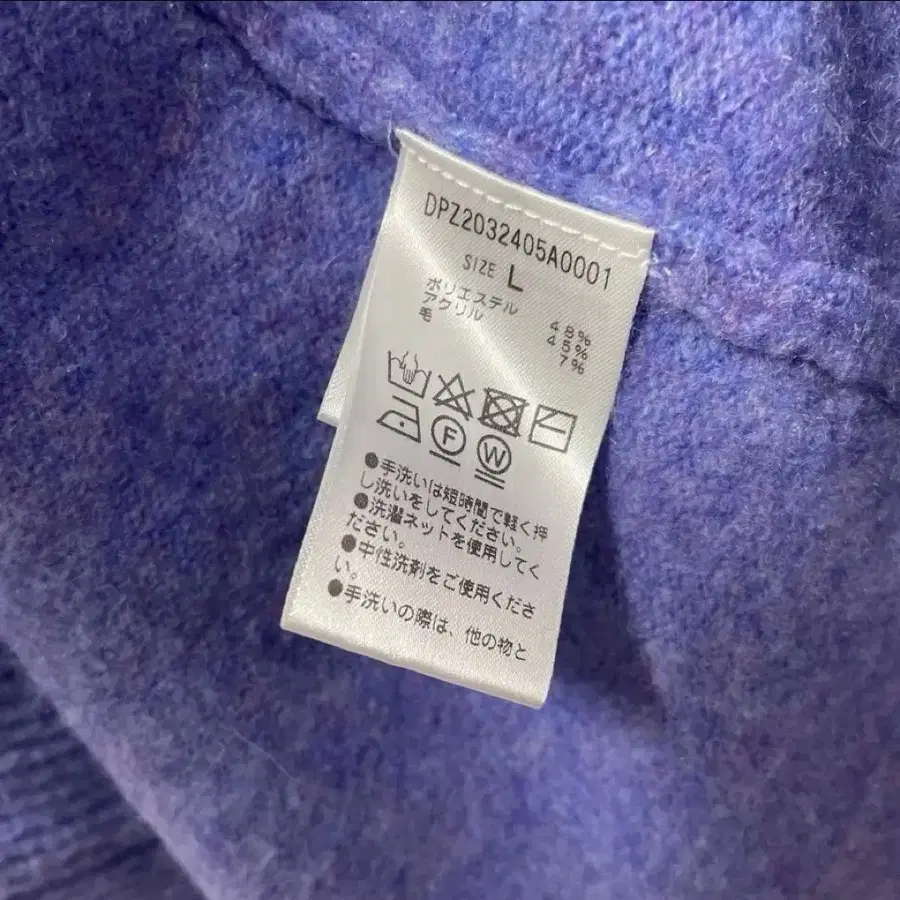 DPZ2032405A0001
SIZE L
ポリエステル 48%
アクリル 45%
毛 7%
F W
●手洗いは短時間で軽く押
し洗いをしてください。
●洗濯ネットを使用してく
ださい。
●中性洗剤をご使用くださ
い。
●手洗いの際は、他の物と